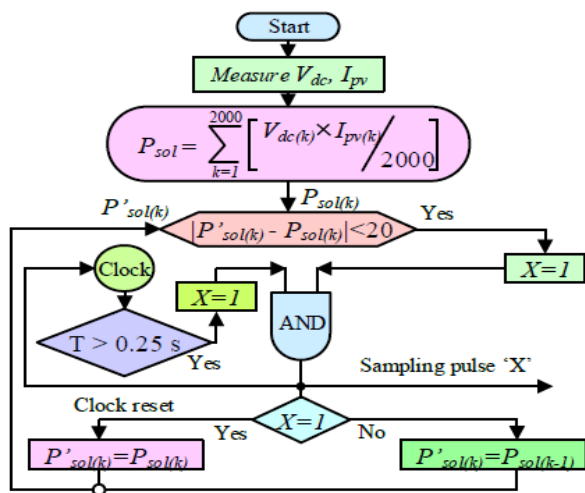 Start
Measure V_dc, I_pv
P_sol = ∑_{k=1}^{2000} [V_dc(k) × I_pv(k) / 2000]
P_sol(k)
P'_sol(k)
|P'_sol(k) - P_sol(k)|<20
Yes
Clock
X=1
X=1
AND
T > 0.25 s
Yes
Sampling pulse ‘X’
Clock reset
X=1
Yes
No
P'_sol(k)=P_sol(k)
P'_sol(k)=P_sol(k-1)